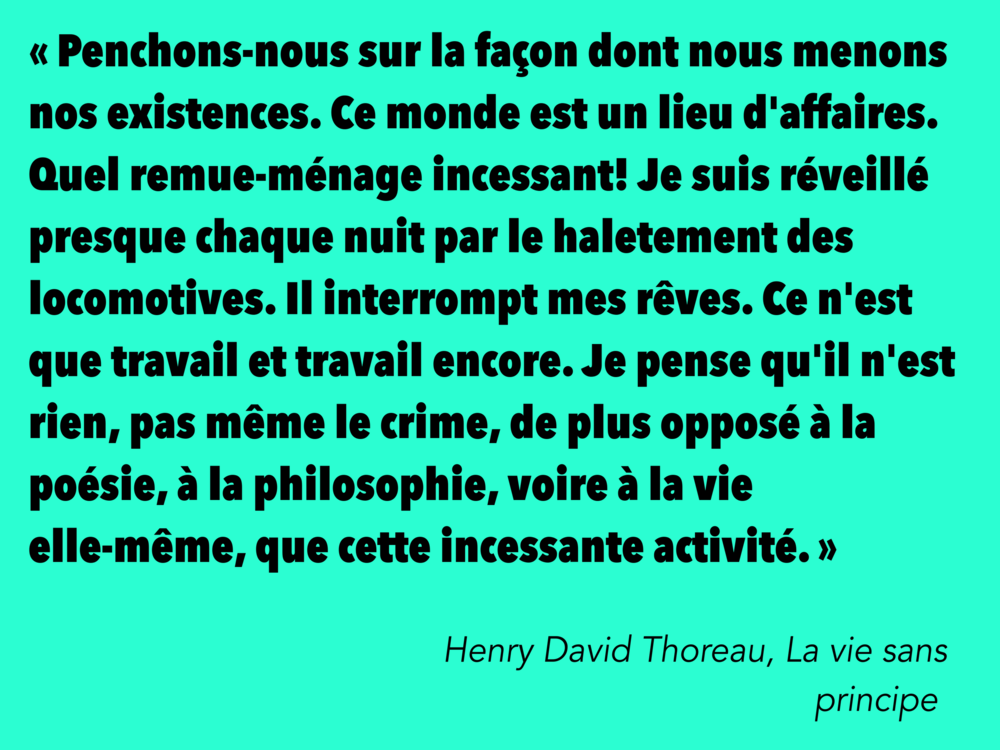 « Penchons-nous sur la façon dont nous menons
nos existences. Ce monde est un lieu d'affaires.
Quel remue-ménage incessant! Je suis réveillé
presque chaque nuit par le haletement des
locomotives. Il interrompt mes rêves. Ce n'est
que travail et travail encore. Je pense qu'il n'est
rien, pas même le crime, de plus opposé à la
poésie, à la philosophie, voire à la vie
elle-même, que cette incessante activité. »
Henry David Thoreau, La vie sans
principe